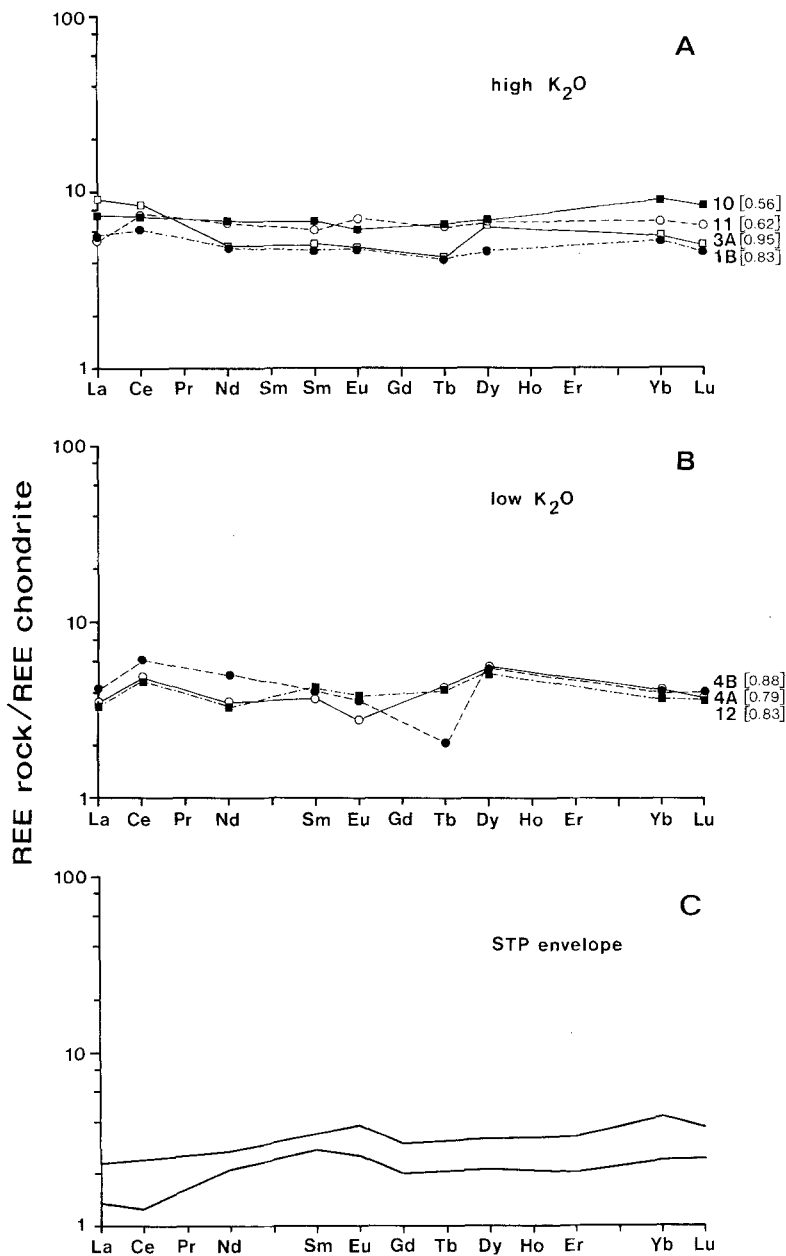 REE rock/REE chondrite
100
A
high K2O
10
10 [0.56]
11 [0.62]
3A [0.95]
1B [0.83]
1
La Ce Pr Nd Sm Sm Eu Gd Tb Dy Ho Er Yb Lu
100
B
low K2O
10
4B [0.88]
4A [0.79]
12 [0.83]
1
La Ce Pr Nd Sm Eu Gd Tb Dy Ho Er Yb Lu
100
C
STP envelope
10
1
La Ce Pr Nd Sm Eu Gd Tb Dy Ho Er Yb Lu